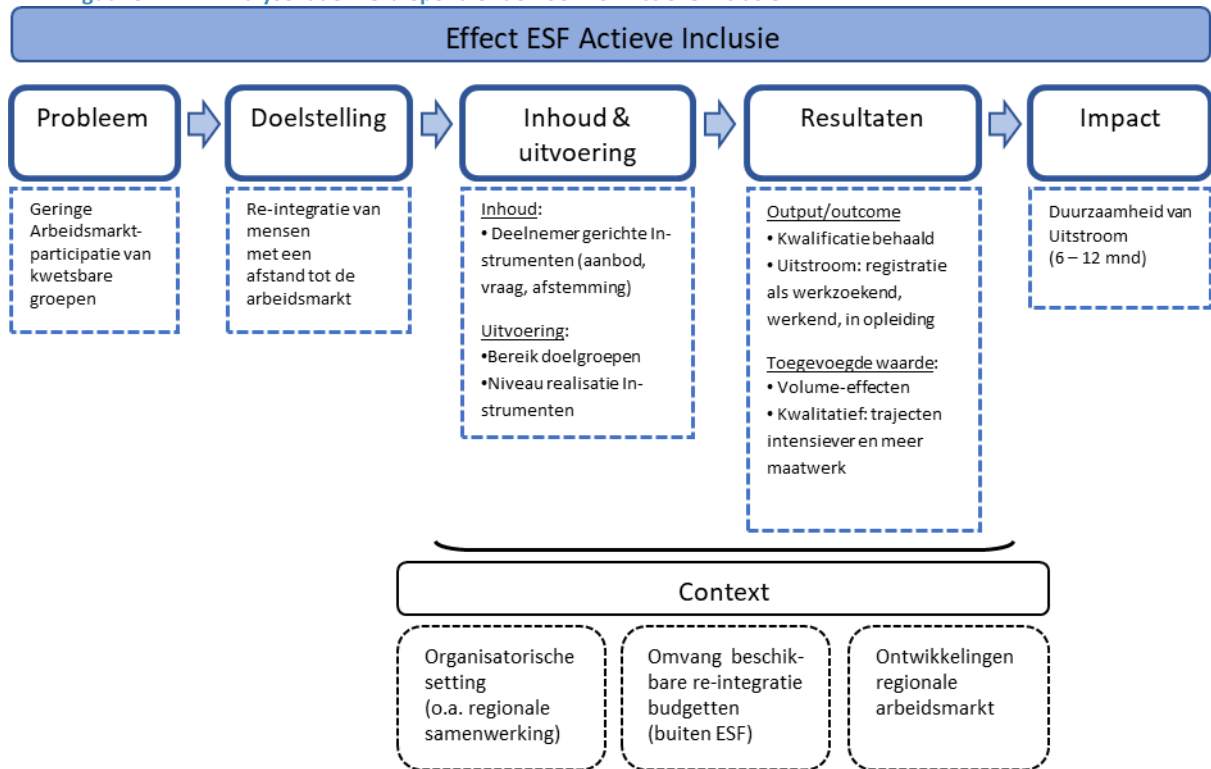 Effect ESF Actieve Inclusie
Probleem
Geringe
Arbeidsmarkt-
participatie van
kwetsbare
groepen
Doelstelling
Re-integratie van
mensen
met een
afstand tot de
arbeidsmarkt
Inhoud &
uitvoering
Inhoud:
• Deelnemer gerichte In-
strumenten (aanbod,
vraag, afstemming)
Uitvoering:
•Bereik doelgroepen
•Niveau realisatie In-
strumenten
Resultaten
Output/outcome
• Kwalificatie behaald
• Uitstroom: registratie
als werkzoekend,
werkend, in opleiding
Toegevoegde waarde:
• Volume-effecten
• Kwalitatief: trajecten
intensiever en meer
maatwerk
Impact
Duurzaamheid van
Uitstroom
(6 – 12 mnd)
Context
Organisatorische
setting
(o.a. regionale
samenwerking)
Omvang beschik-
bare re-integratie
budgetten
(buiten ESF)
Ontwikkelingen
regionale
arbeidsmarkt